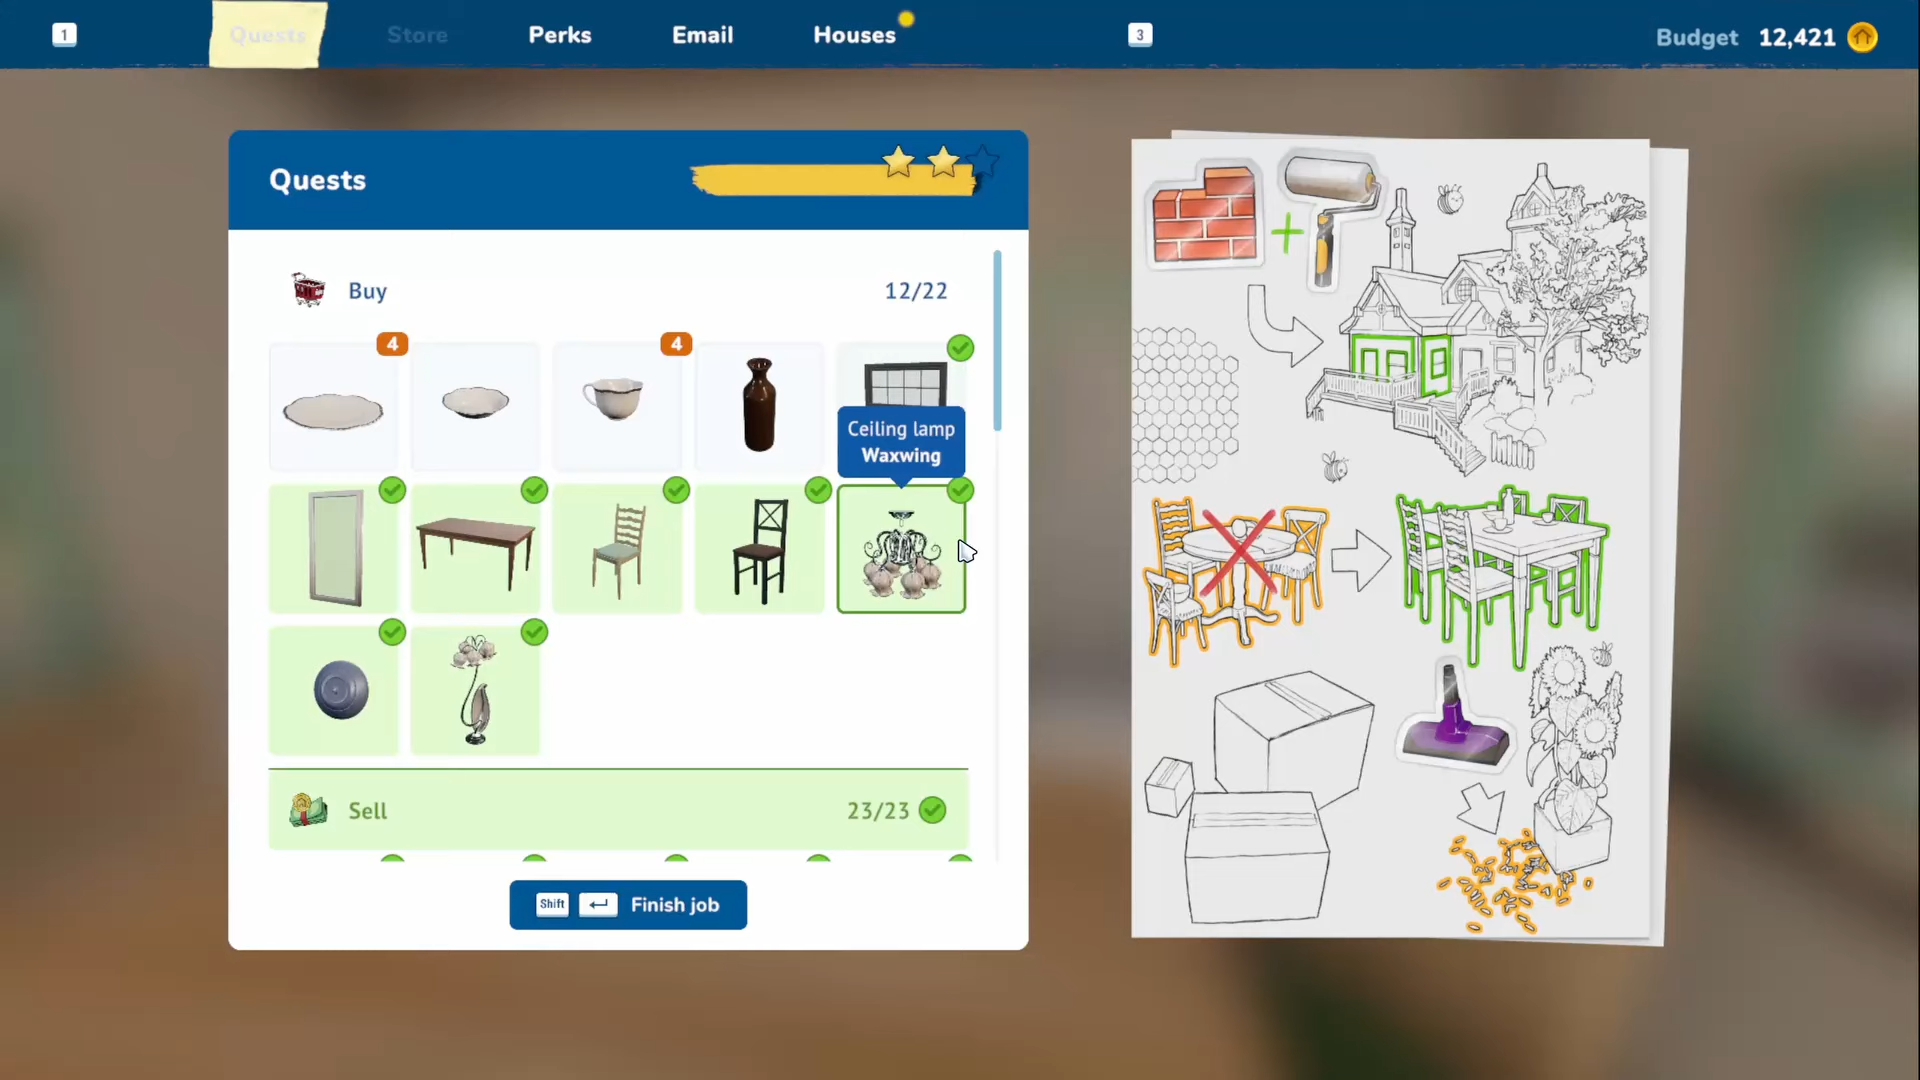 1
Quests
Store
Perks
Email
Houses
3
Budget 12,421
Quests
Buy
12/22
4
4
Ceiling lamp
Waxwing
Sell
23/23
Shift
Finish job